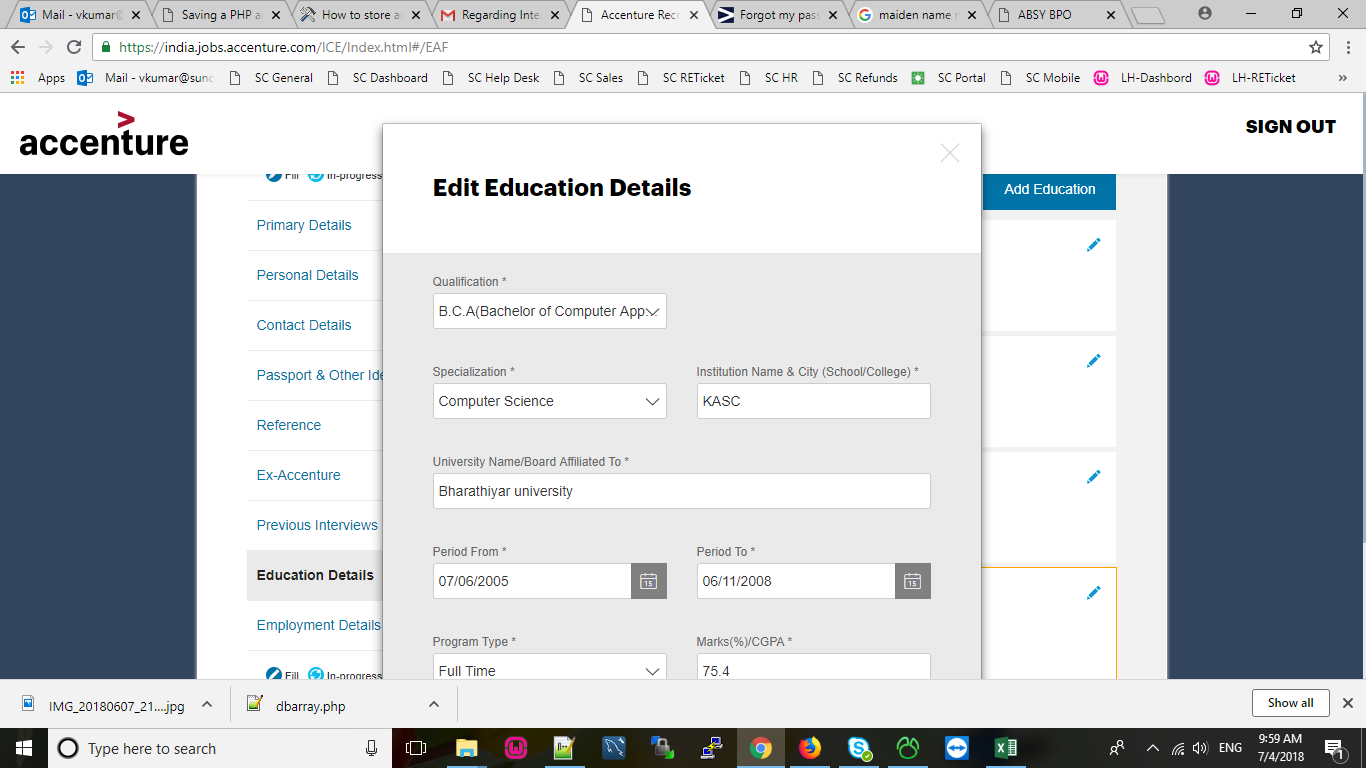 Mail - vkumar@ Saving a PHP a How to store a Regarding Inte Accenture Recr Forgot my pas maiden name r ABSY BPO
https://india.jobs.accenture.com/ICE/Index.html#/EAF
Apps Mail - vkumar@sund SC General SC Dashboard SC Help Desk SC Sales SC RETicket SC HR SC Refunds SC Portal SC Mobile LH-Dashbord LH-RETicket »
accenture
SIGN OUT
Fill In-progress
Add Education
Edit Education Details
Primary Details
Personal Details
Contact Details
Passport & Other Ide
Reference
Ex-Accenture
Previous Interviews
Education Details
Employment Details
Fill In-progress
Qualification *
B.C.A(Bachelor of Computer App
Specialization * Institution Name & City (School/College) *
Computer Science KASC
University Name/Board Affiliated To *
Bharathiyar university
Period From * Period To *
07/06/2005 15 06/11/2008 15
Program Type * Marks(%)/CGPA *
Full Time 75.4
IMG_20180607_21....jpg dbarray.php Show all
Type here to search ENG 9:59 AM
7/4/2018 1